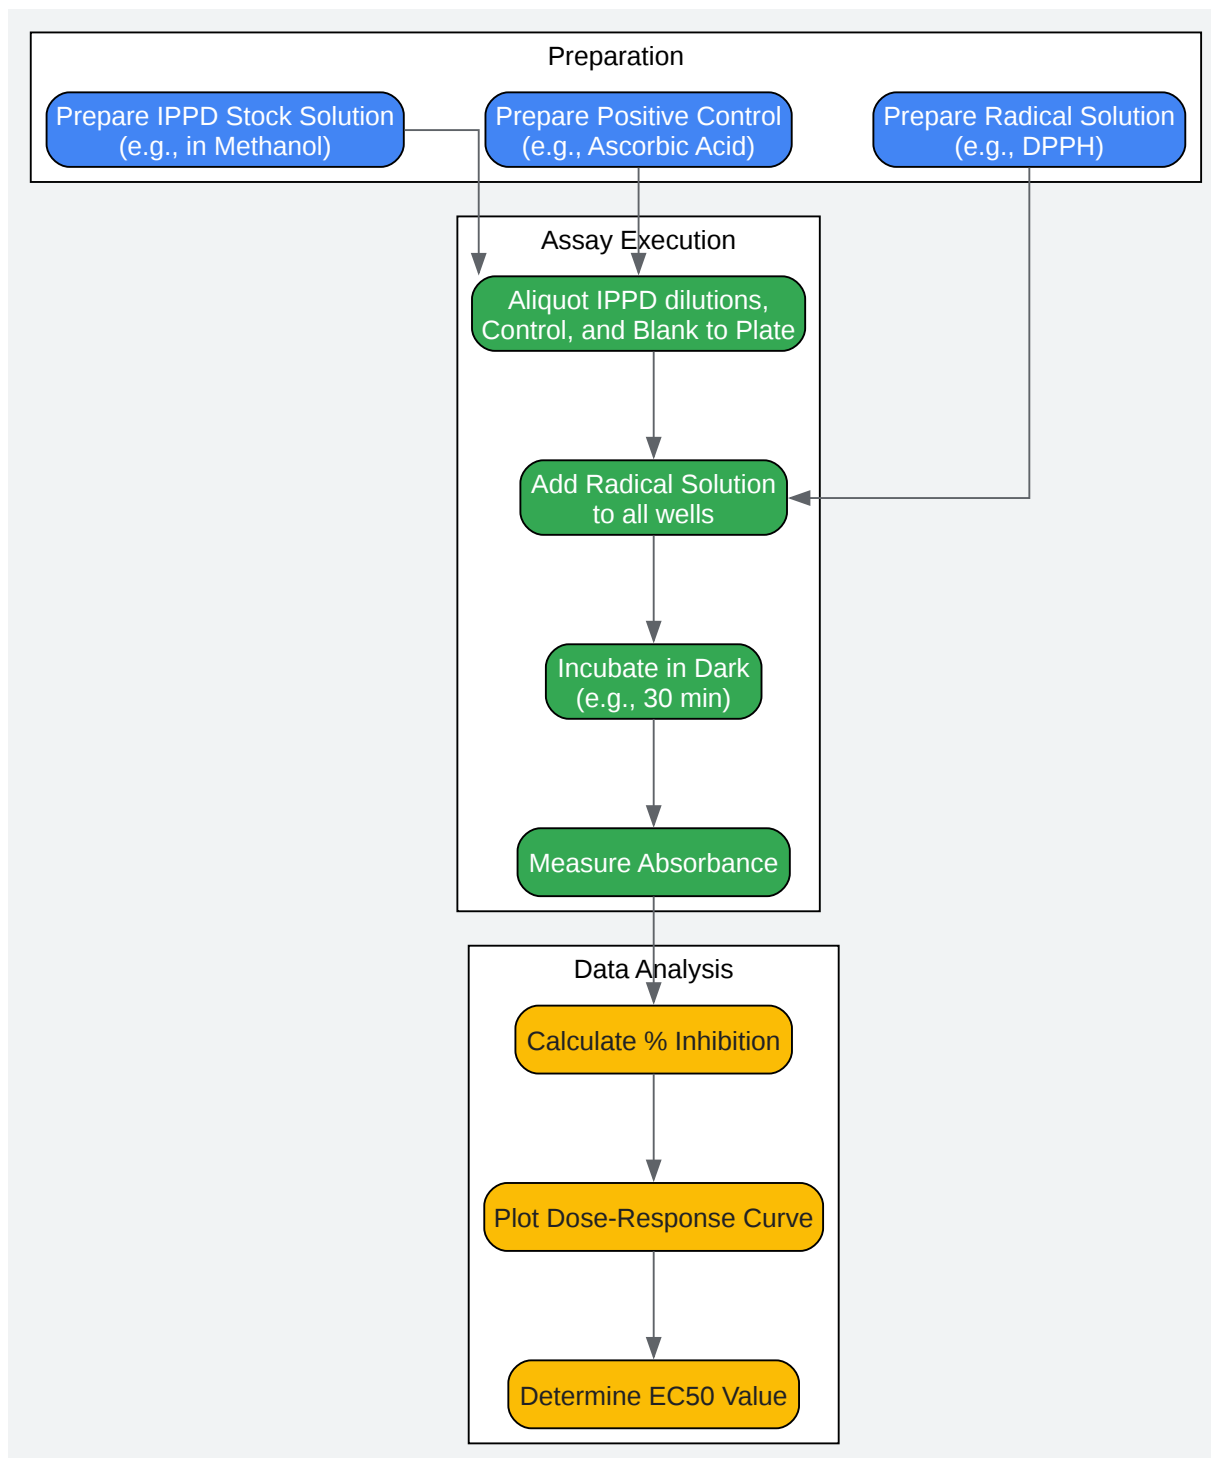 Preparation
Prepare IPPD Stock Solution
(e.g., in Methanol)
Prepare Positive Control
(e.g., Ascorbic Acid)
Prepare Radical Solution
(e.g., DPPH)
Assay Execution
Aliquot IPPD dilutions,
Control, and Blank to Plate
Add Radical Solution
to all wells
Incubate in Dark
(e.g., 30 min)
Measure Absorbance
Data Analysis
Calculate % Inhibition
Plot Dose-Response Curve
Determine EC50 Value